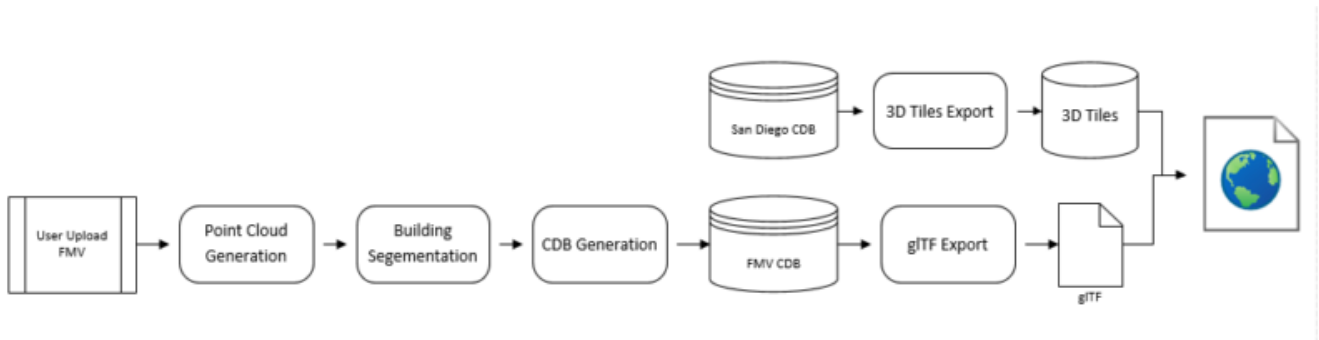 San Diego CDB
3D Tiles Export
3D Tiles
User Upload
FMV
Point Cloud
Generation
Building
Segementation
CDB Generation
FMV CDB
glTF Export
glTF